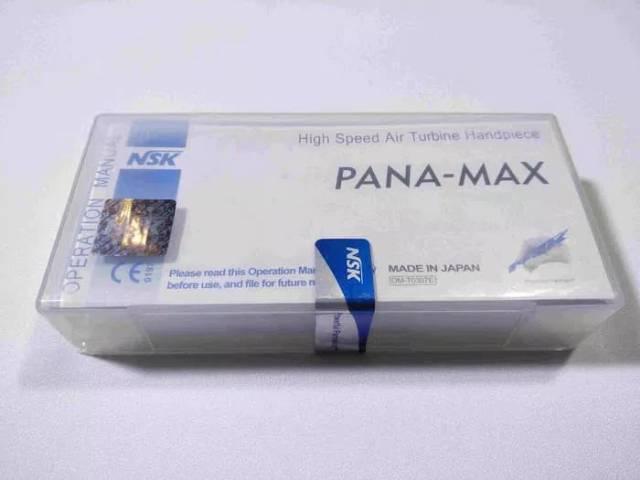 OPERATION MANUAL
NSK
High Speed Air Turbine Handpiece
PANA-MAX
CE
Please read this Operation
before use, and file for future
MADE IN JAPAN
NSK